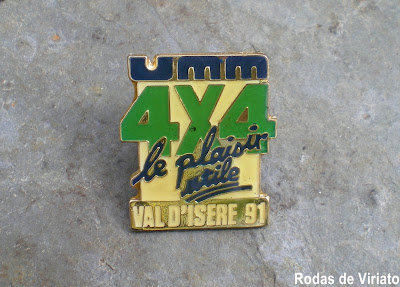 umm
4X4
le plaisir
utile
VAL D'ISERE 91
Rodas de Viriato